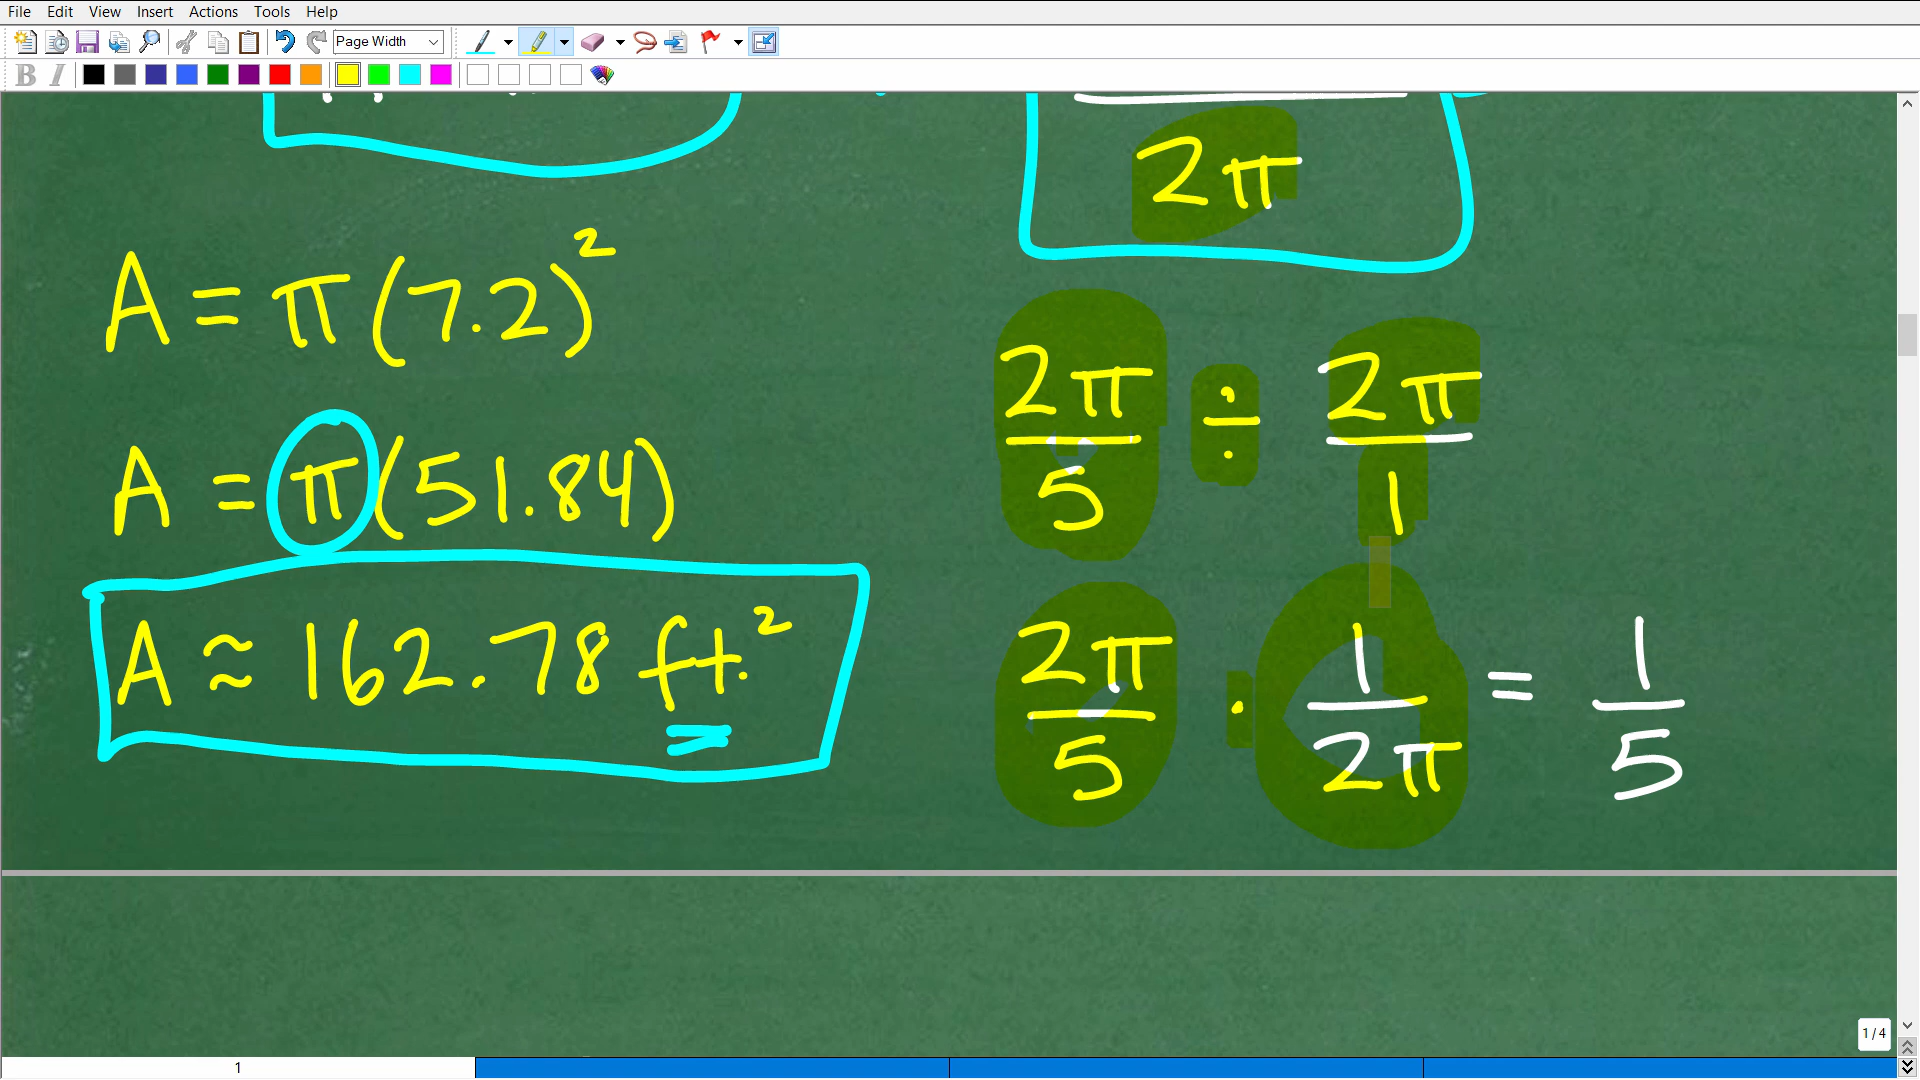 File Edit View Insert Actions Tools Help
Page Width
B I
2π
A = π(7.2)²
2π/5 ÷ 2π/1
A = π(51.84)
A ≈ 162.78 ft.²
2π/5 · 1/2π = 1/5
1 / 4
1